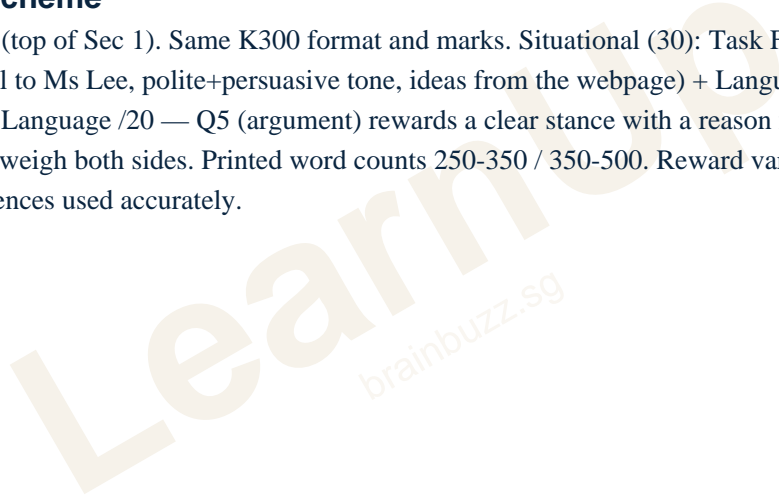 cheme
(top of Sec 1). Same K300 format and marks. Situational (30): Task F
l to Ms Lee, polite+persuasive tone, ideas from the webpage) + Langu
Language /20 — Q5 (argument) rewards a clear stance with a reason
weigh both sides. Printed word counts 250-350 / 350-500. Reward var
ences used accurately.
LearnUp
brainbuzz.sg